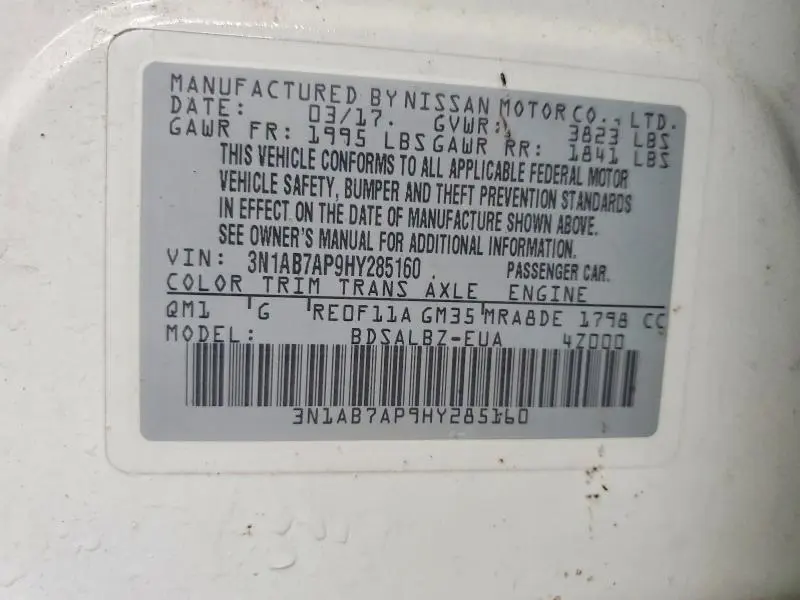 MANUFACTURED BY NISSAN MOTOR CO., LTD.
DATE: 03/17. GVWR: 3823 LBS
GAWR FR: 1995 LBS GAWR RR: 1841 LBS
THIS VEHICLE CONFORMS TO ALL APPLICABLE FEDERAL MOTOR
VEHICLE SAFETY, BUMPER AND THEFT PREVENTION STANDARDS
IN EFFECT ON THE DATE OF MANUFACTURE SHOWN ABOVE.
SEE OWNER'S MANUAL FOR ADDITIONAL INFORMATION.
VIN: 3N1AB7AP9HY285160 PASSENGER CAR.
COLOR TRIM TRANS AXLE ENGINE
QM1 G RE0F11A GM35 MRA8DE 1798 CC
MODEL: BDSALBZ-EUA 4Z000
3N1AB7AP9HY285160